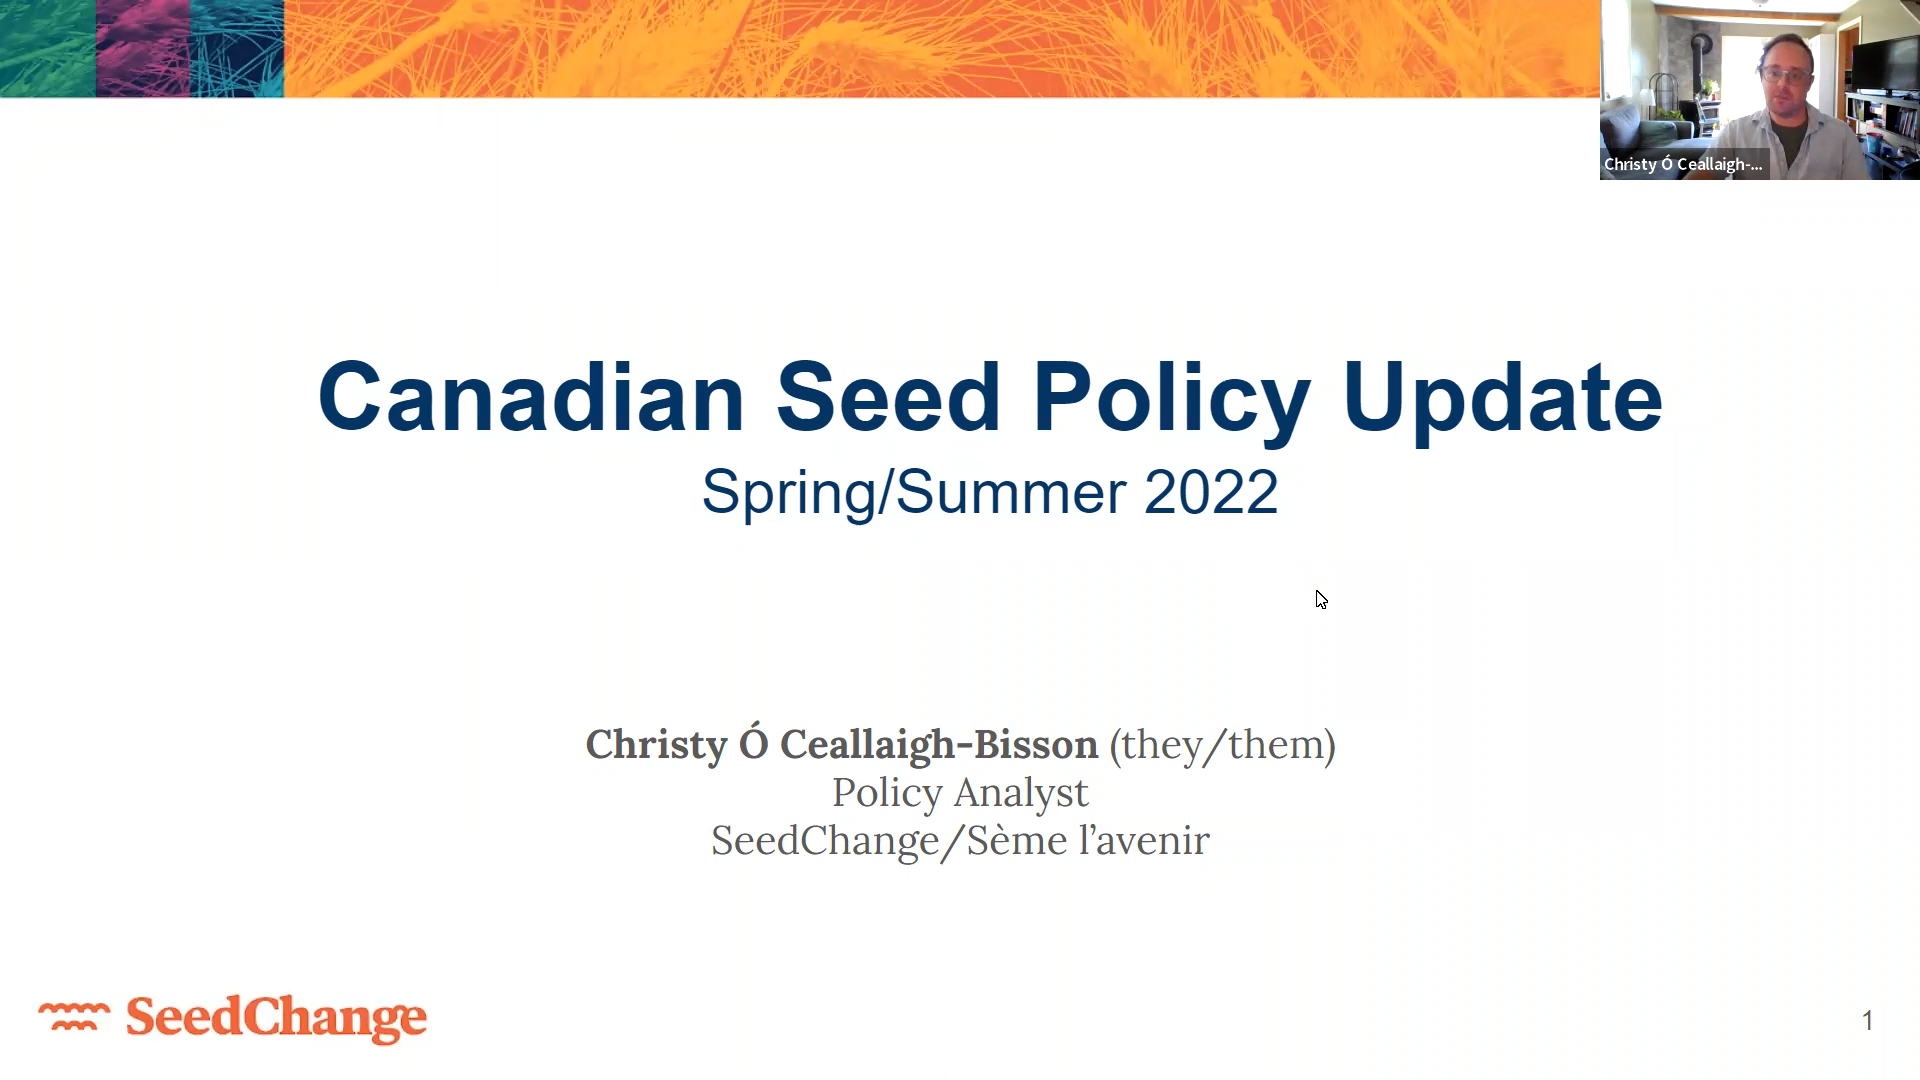 Christy Ó Ceallaigh-...
Canadian Seed Policy Update
Spring/Summer 2022
Christy Ó Ceallaigh-Bisson (they/them)
Policy Analyst
SeedChange/Sème l’avenir
SeedChange
1